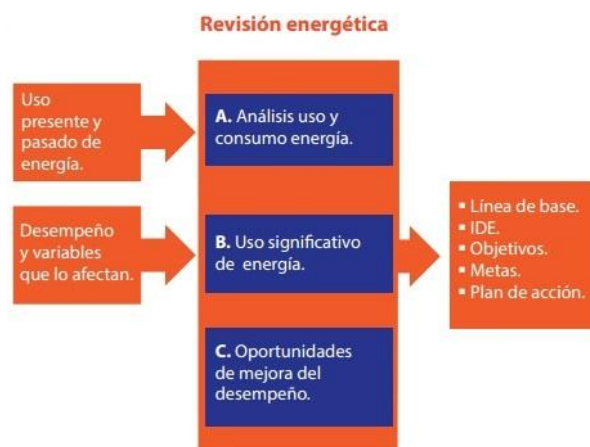 Revisión energética
Uso
presente y
pasado de
energía.
A. Análisis uso y
consumo energía.
Desempeño
y variables
que lo afectan.
B. Uso significativo
de energía.
▪ Línea de base.
▪ IDE.
▪ Objetivos.
▪ Metas.
▪ Plan de acción.
C. Oportunidades
de mejora del
desempeño.